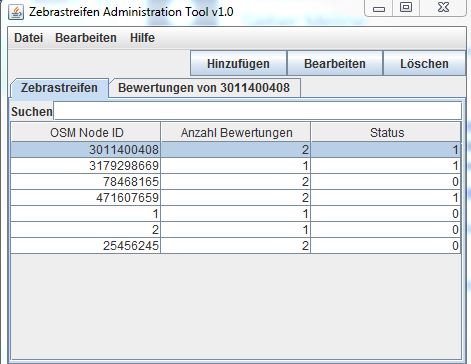 Zebrastreifen Administration Tool v1.0
Datei Bearbeiten Hilfe
Hinzufügen Bearbeiten Löschen
Zebrastreifen Bewertungen von 3011400408
Suchen
OSM Node ID Anzahl Bewertungen Status
3011400408 2 1
3179298669 1 1
78468165 2 0
471607659 2 1
1 1 0
2 1 0
25456245 2 0